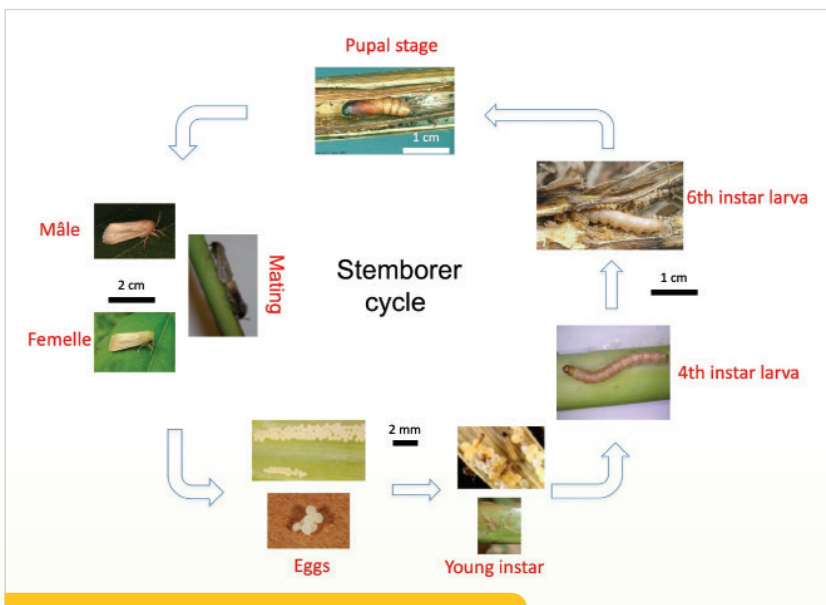 Pupal stage
1 cm
Mâle
2 cm
Femelle
Mating
Stemborer
cycle
6th instar larva
1 cm
4th instar larva
2 mm
Eggs
Young instar